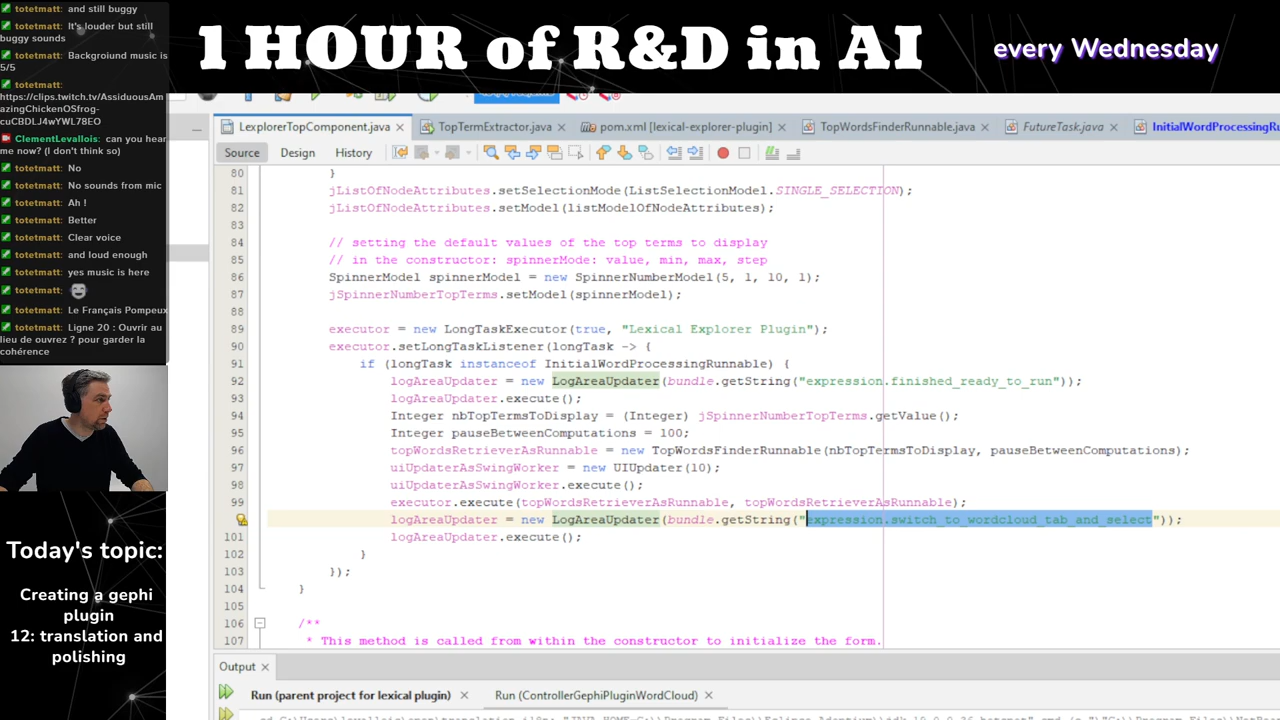 totetmatt: and still buggy
totetmatt: It's louder but still
buggy sounds
totetmatt: Background music is
5/5
totetmatt:
https://clips.twitch.tv/AssiduousAm
azingChickenOSfrog-
cuCBDLJ4wYWL78EO
ClementLevallois: can you hear
me now? (I don't think so)
totetmatt: No
totetmatt: No sounds from mic
totetmatt: Ah !
totetmatt: Better
totetmatt: Clear voice
totetmatt: and loud enough
totetmatt: yes music is here
totetmatt:
totetmatt: Le Français Pompeux
totetmatt: Ligne 20 : Ouvrir au
lieu de ouvrez ? pour garder la
cohérence
Today's topic:
Creating a gephi
plugin
12: translation and
polishing
1 HOUR of R&D in AI
every Wednesday
LexplorerTopComponent.java
TopTermExtractor.java
pom.xml [lexical-explorer-plugin]
TopWordsFinderRunnable.java
FutureTask.java
InitialWordProcessingRu
Source Design History
80 }
81 jListOfNodeAttributes.setSelectionMode(ListSelectionModel.SINGLE_SELECTION);
82 jListOfNodeAttributes.setModel(listModelOfNodeAttributes);
83
84 // setting the default values of the top terms to display
85 // in the constructor: spinnerMode: value, min, max, step
86 SpinnerModel spinnerModel = new SpinnerNumberModel(5, 1, 10, 1);
87 jSpinnerNumberTopTerms.setModel(spinnerModel);
88
89 executor = new LongTaskExecutor(true, "Lexical Explorer Plugin");
90 executor.setLongTaskListener(longTask -> {
91 if (longTask instanceof InitialWordProcessingRunnable) {
92 logAreaUpdater = new LogAreaUpdater(bundle.getString("expression.finished_ready_to_run"));
93 logAreaUpdater.execute();
94 Integer nbTopTermsToDisplay = (Integer) jSpinnerNumberTopTerms.getValue();
95 Integer pauseBetweenComputations = 100;
96 topWordsRetrieverAsRunnable = new TopWordsFinderRunnable(nbTopTermsToDisplay, pauseBetweenComputations);
97 uiUpdaterAsSwingWorker = new UIUpdater(10);
98 uiUpdaterAsSwingWorker.execute();
99 executor.execute(topWordsRetrieverAsRunnable, topWordsRetrieverAsRunnable);
logAreaUpdater = new LogAreaUpdater(bundle.getString("expression.switch_to_wordcloud_tab_and_select"));
101 logAreaUpdater.execute();
102 }
103 });
104 }
105
106 /**
107 * This method is called from within the constructor to initialize the form.
Output
Run (parent project for lexical plugin)
Run (ControllerGephiPluginWordCloud)